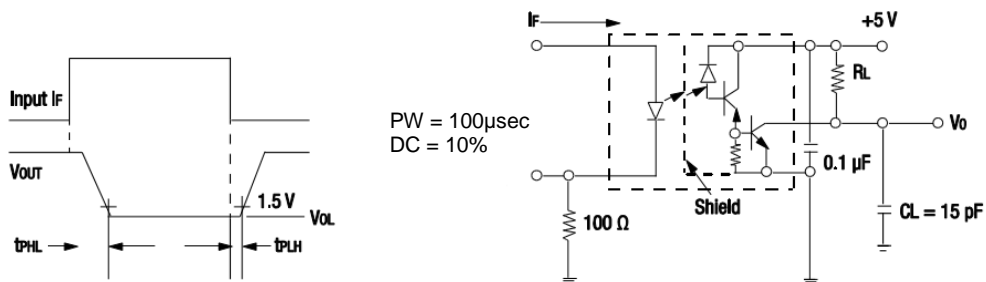 Input IF
VOUT
1.5 V
VOL
tPHL
tPLH
PW = 100µsec
DC = 10%
IF
+5 V
RL
VO
0.1 µF
Shield
100 Ω
CL = 15 pF